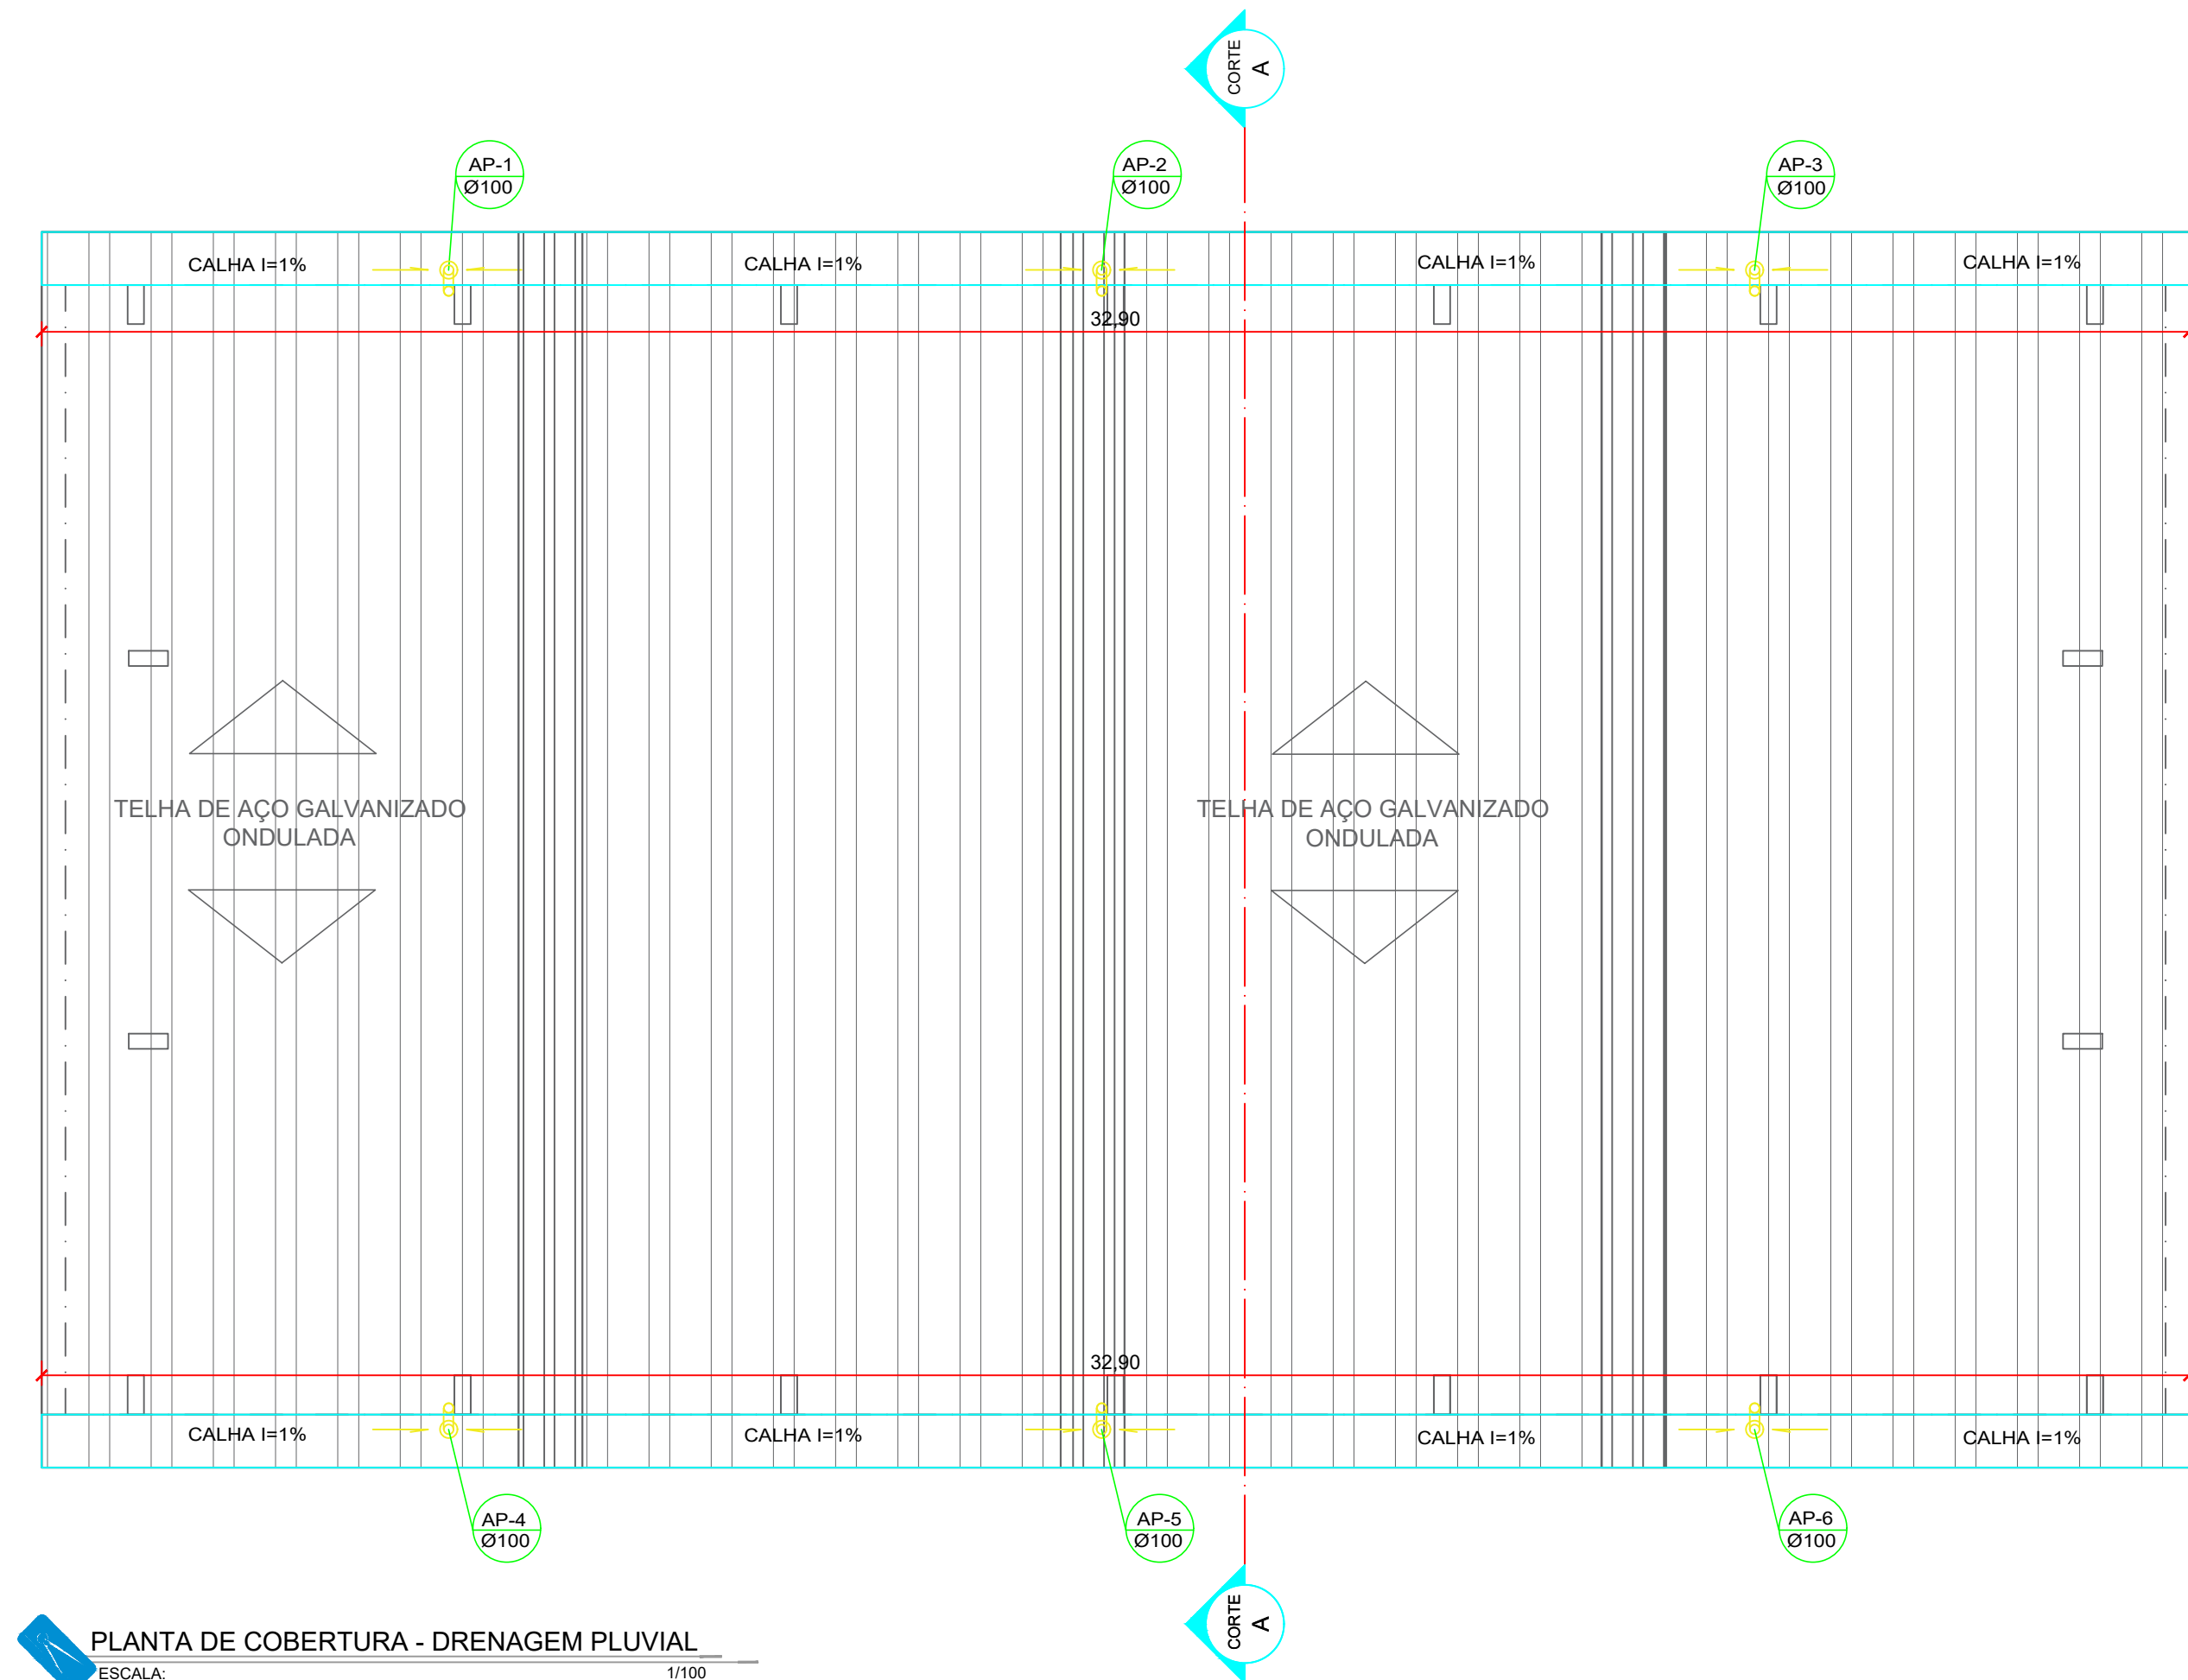 CORTE
A
AP-1
Ø100
AP-2
Ø100
AP-3
Ø100
CALHA I=1%
CALHA I=1%
CALHA I=1%
CALHA I=1%
32,90
TELHA DE AÇO GALVANIZADO
ONDULADA
TELHA DE AÇO GALVANIZADO
ONDULADA
32,90
CALHA I=1%
CALHA I=1%
CALHA I=1%
CALHA I=1%
AP-4
Ø100
AP-5
Ø100
AP-6
Ø100
CORTE
A
PLANTA DE COBERTURA - DRENAGEM PLUVIAL
ESCALA: 1/100